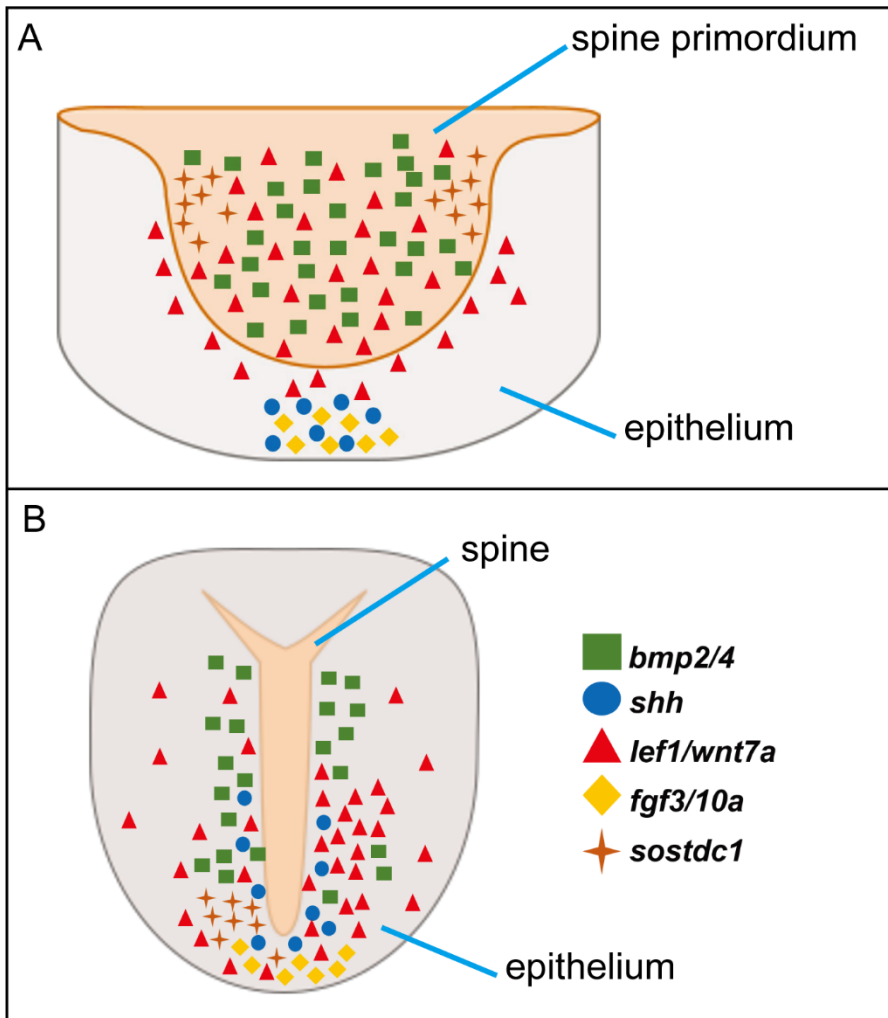 A
spine primordium
epithelium
B
spine
bmp2/4
shh
lef1/wnt7a
fgf3/10a
sostdc1
epithelium